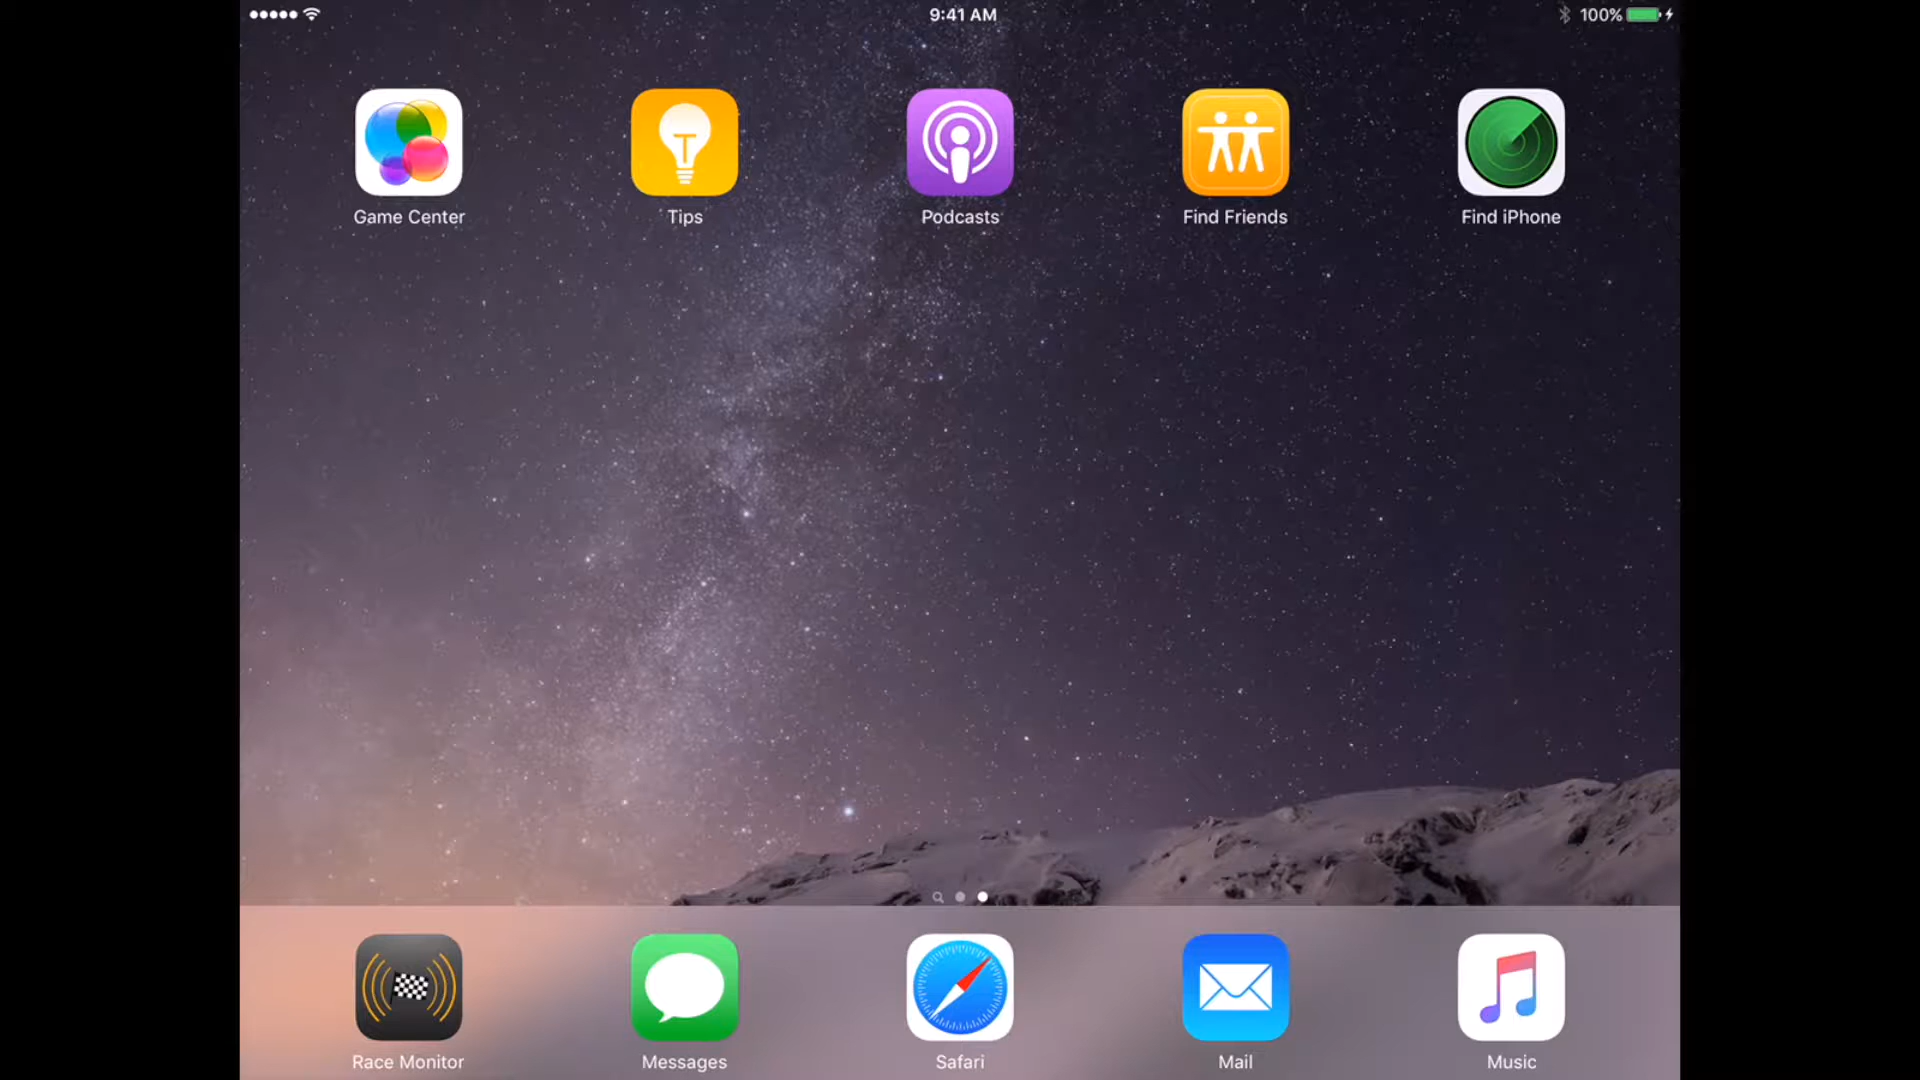 9:41 AM
100%
Game Center
Tips
Podcasts
Find Friends
Find iPhone
Race Monitor
Messages
Safari
Mail
Music